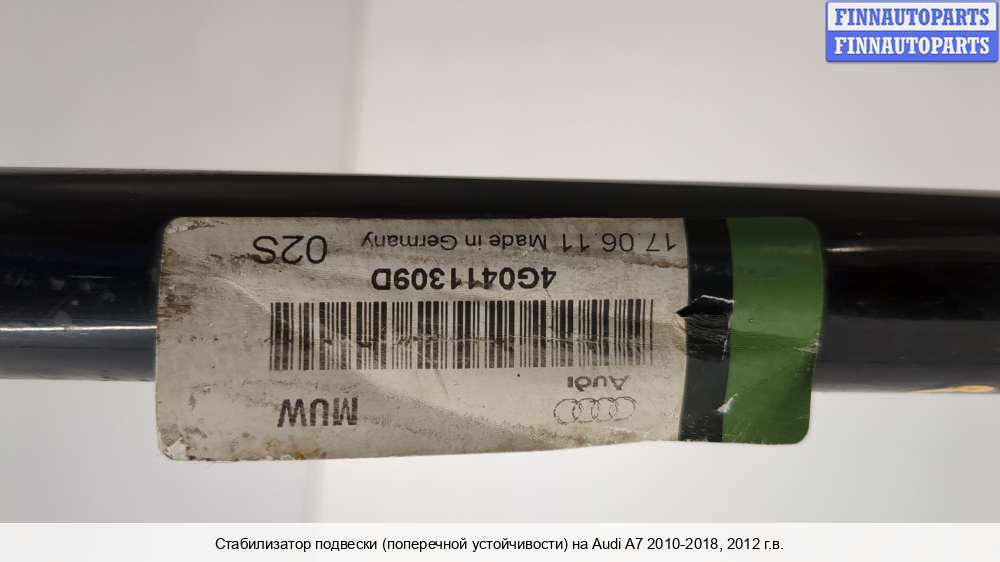 FINNAUTOPARTS
FINNAUTOPARTS
Audi
MUW
4G0411309D
17.06.11 Made in Germany
02S
Стабилизатор подвески (поперечной устойчивости) на Audi A7 2010-2018, 2012 г.в.